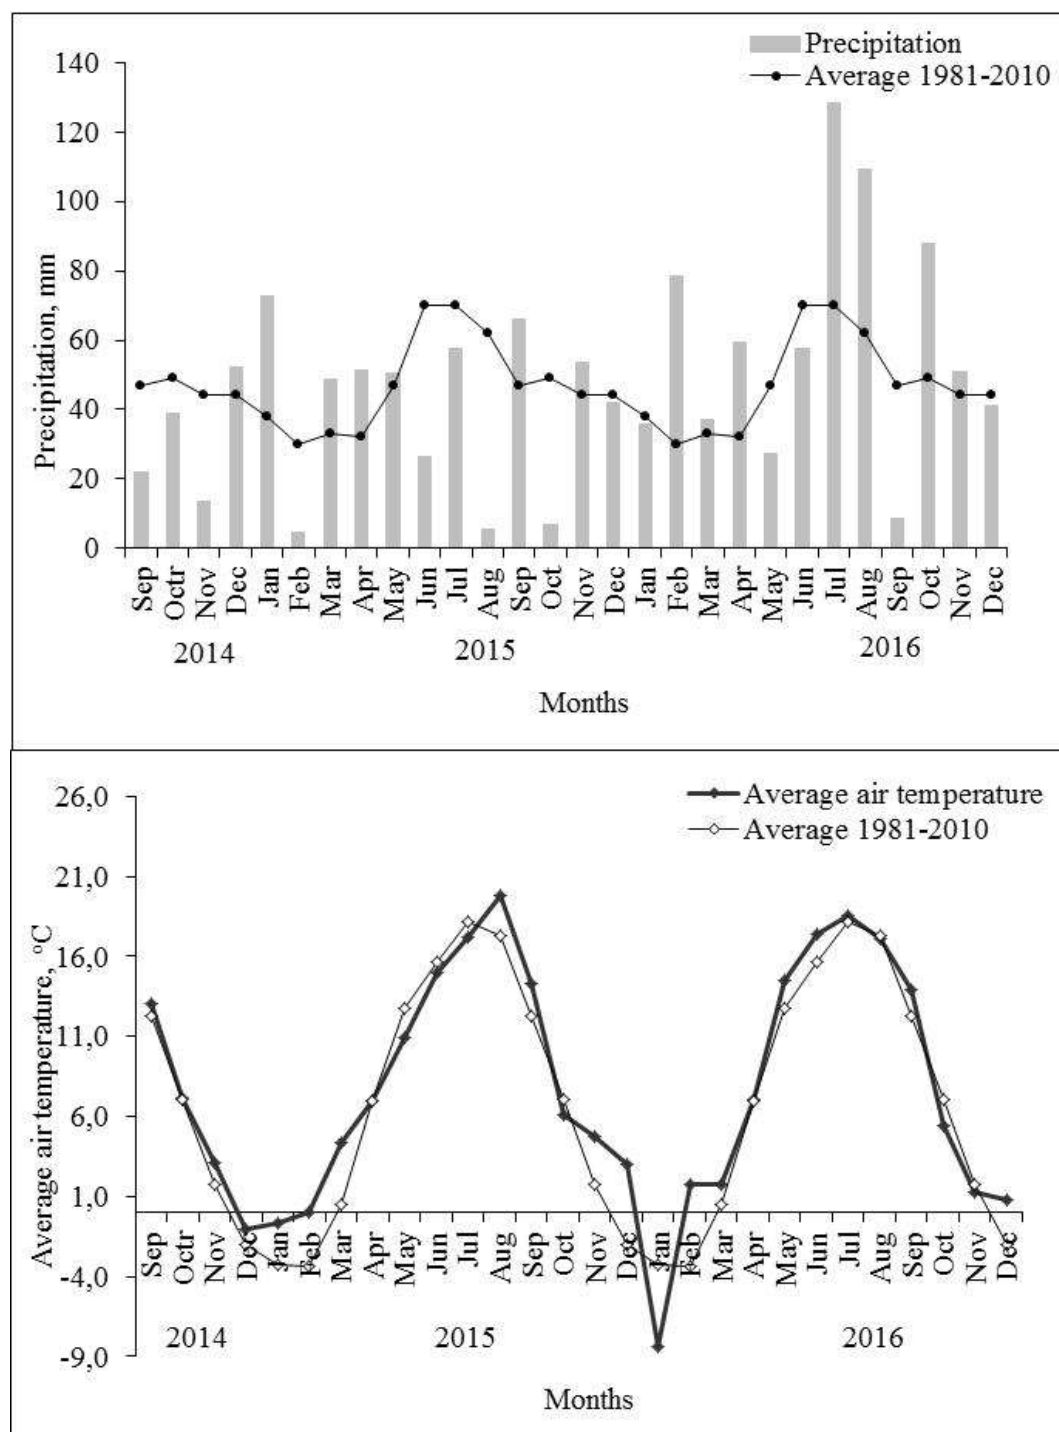 Precipitation
Average 1981-2010
140
120
100
80
60
40
20
0
Precipitation, mm
Sep Octr Nov Dec Jan Feb Mar Apr May Jun Jul Aug Sep Oct Nov Dec Jan Feb Mar Apr May Jun Jul Aug Sep Oct Nov Dec
2014 2015 2016
Months
Average air temperature
Average 1981-2010
26,0
21,0
16,0
11,0
6,0
1,0
-4,0
-9,0
Average air temperature, °C
Sep Octr Nov Dec Jan Feb Mar Apr May Jun Jul Aug Sep Oct Nov Dec Jan Feb Mar Apr May Jun Jul Aug Sep Oct Nov Dec
2014 2015 2016
Months